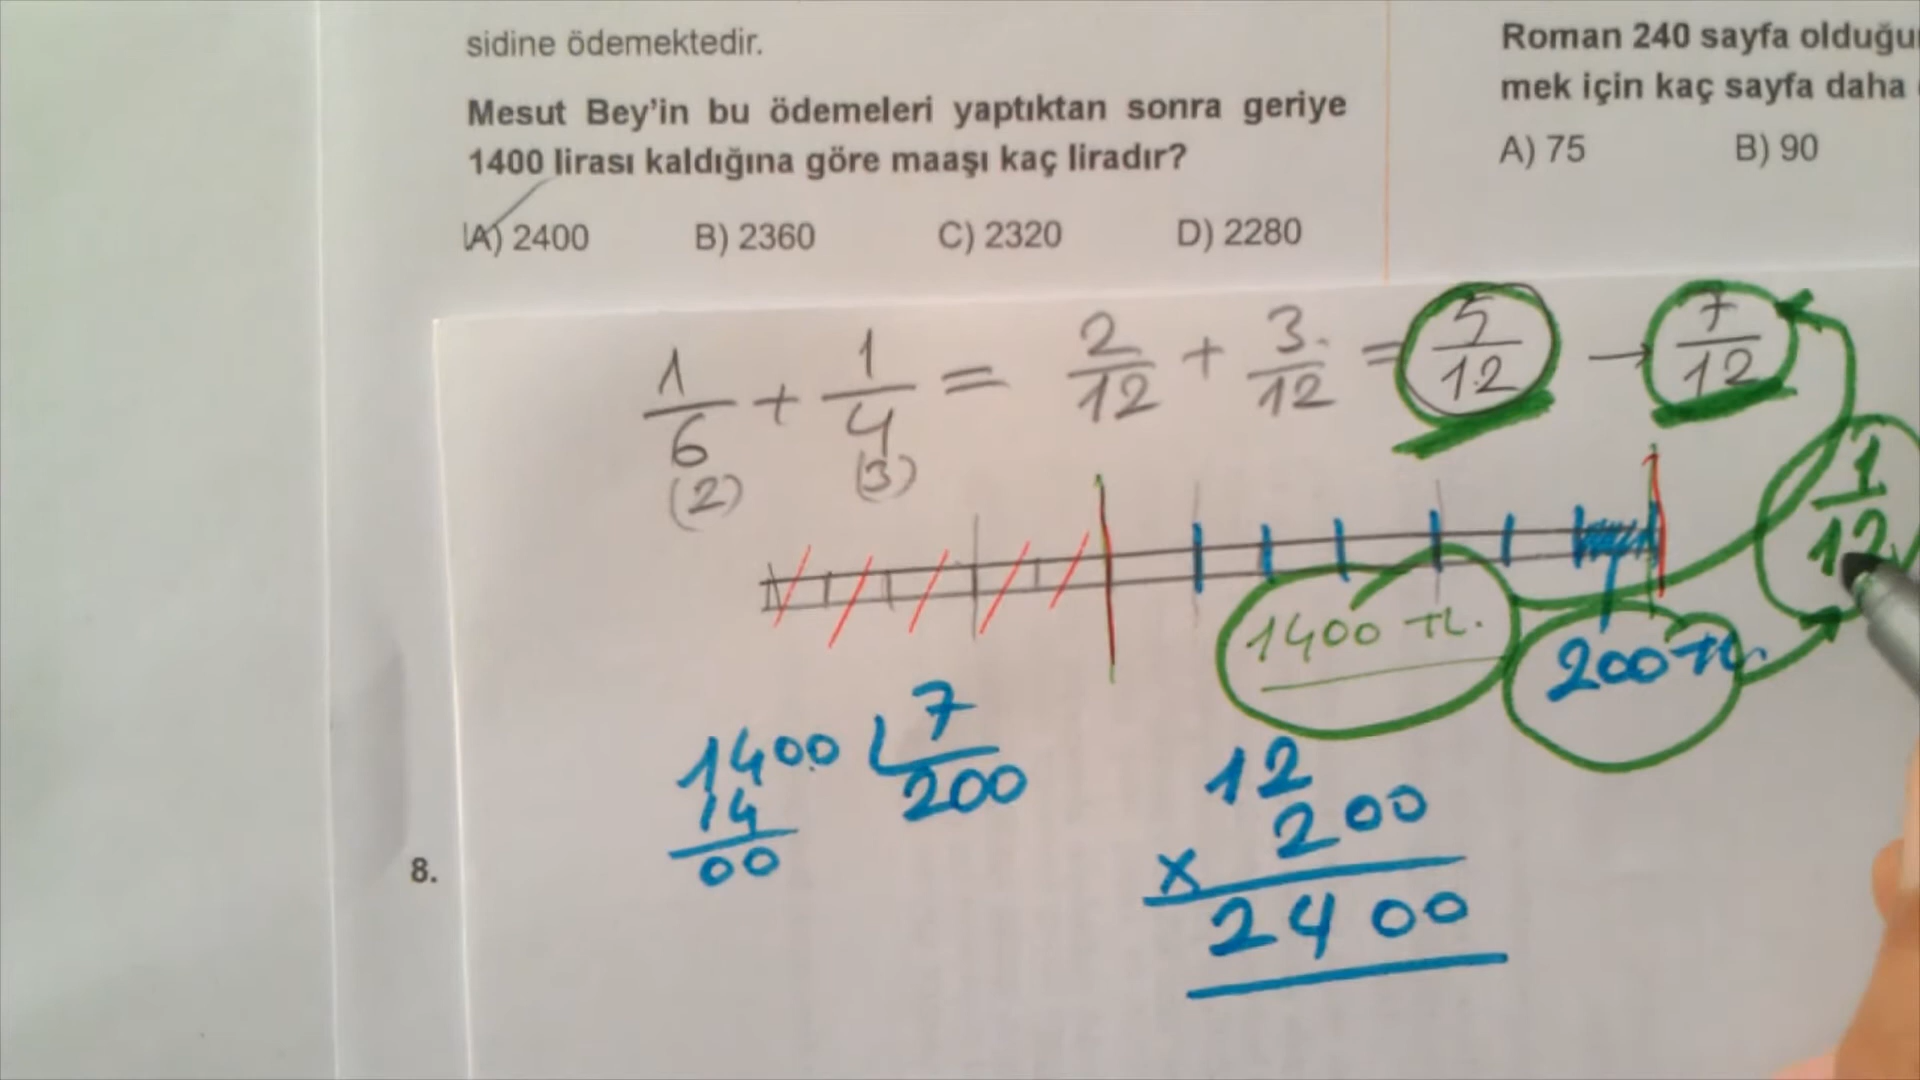 sidine ödemektedir.
Mesut Bey'in bu ödemeleri yaptıktan sonra geriye
1400 lirası kaldığına göre maaşı kaç liradır?
A) 2400 B) 2360 C) 2320 D) 2280
Roman 240 sayfa
mek için kaç sayfa daha
A) 75 B) 90
1/6 + 1/4 = 2/12 + 3/12 = 5/12 → 7/12
(2) (3)
1/12
1400 TL.
200 TL.
1400 7
14 200
00
12
200
x
2400
8.